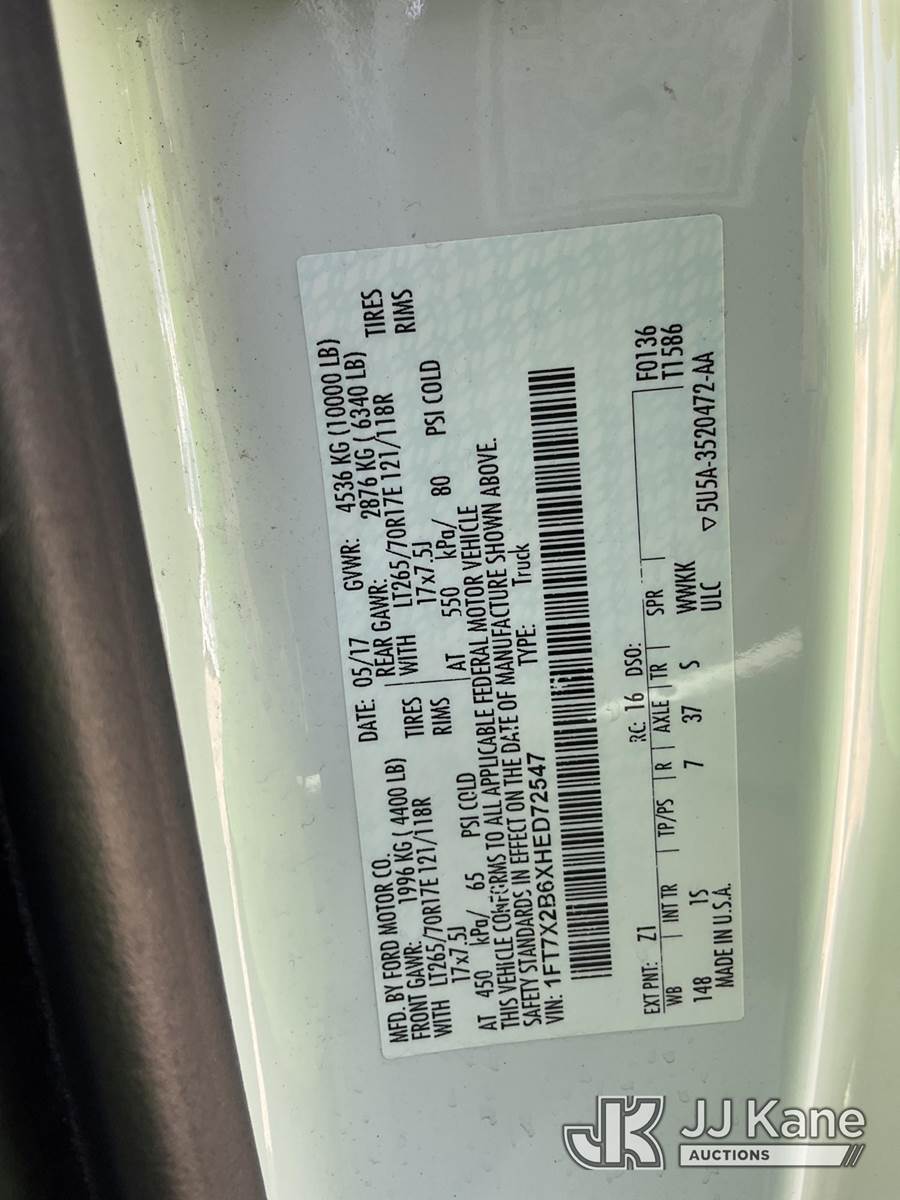 MFD. BY FORD MOTOR CO.
DATE: 05/17 GVWR: 4536 KG (10000 LB)
FRONT GAWR: 1996 KG ( 4400 LB)
REAR GAWR: 2876 KG ( 6340 LB)
WITH LT265/70R17E 121/118R TIRES
WITH LT265/70R17E 121/118R TIRES
17x7.5J RIMS
17x7.5J RIMS
AT 450 kPa/ 65 PSI COLD
AT 550 kPa/ 80 PSI COLD
THIS VEHICLE CONFORMS TO ALL APPLICABLE FEDERAL MOTOR VEHICLE
SAFETY STANDARDS IN EFFECT ON THE DATE OF MANUFACTURE SHOWN ABOVE.
VIN: 1FT7X2B6XHED72547 TYPE: Truck
EXT PNT: Z1 RC: 16 DSO:
WB INT TR TP/PS R AXLE TR SPR F0136
148 1S 7 37 S WWKK T1586
ULC
MADE IN U.S.A. ▽5U5A-3520472-AA
JK JJ Kane
AUCTIONS